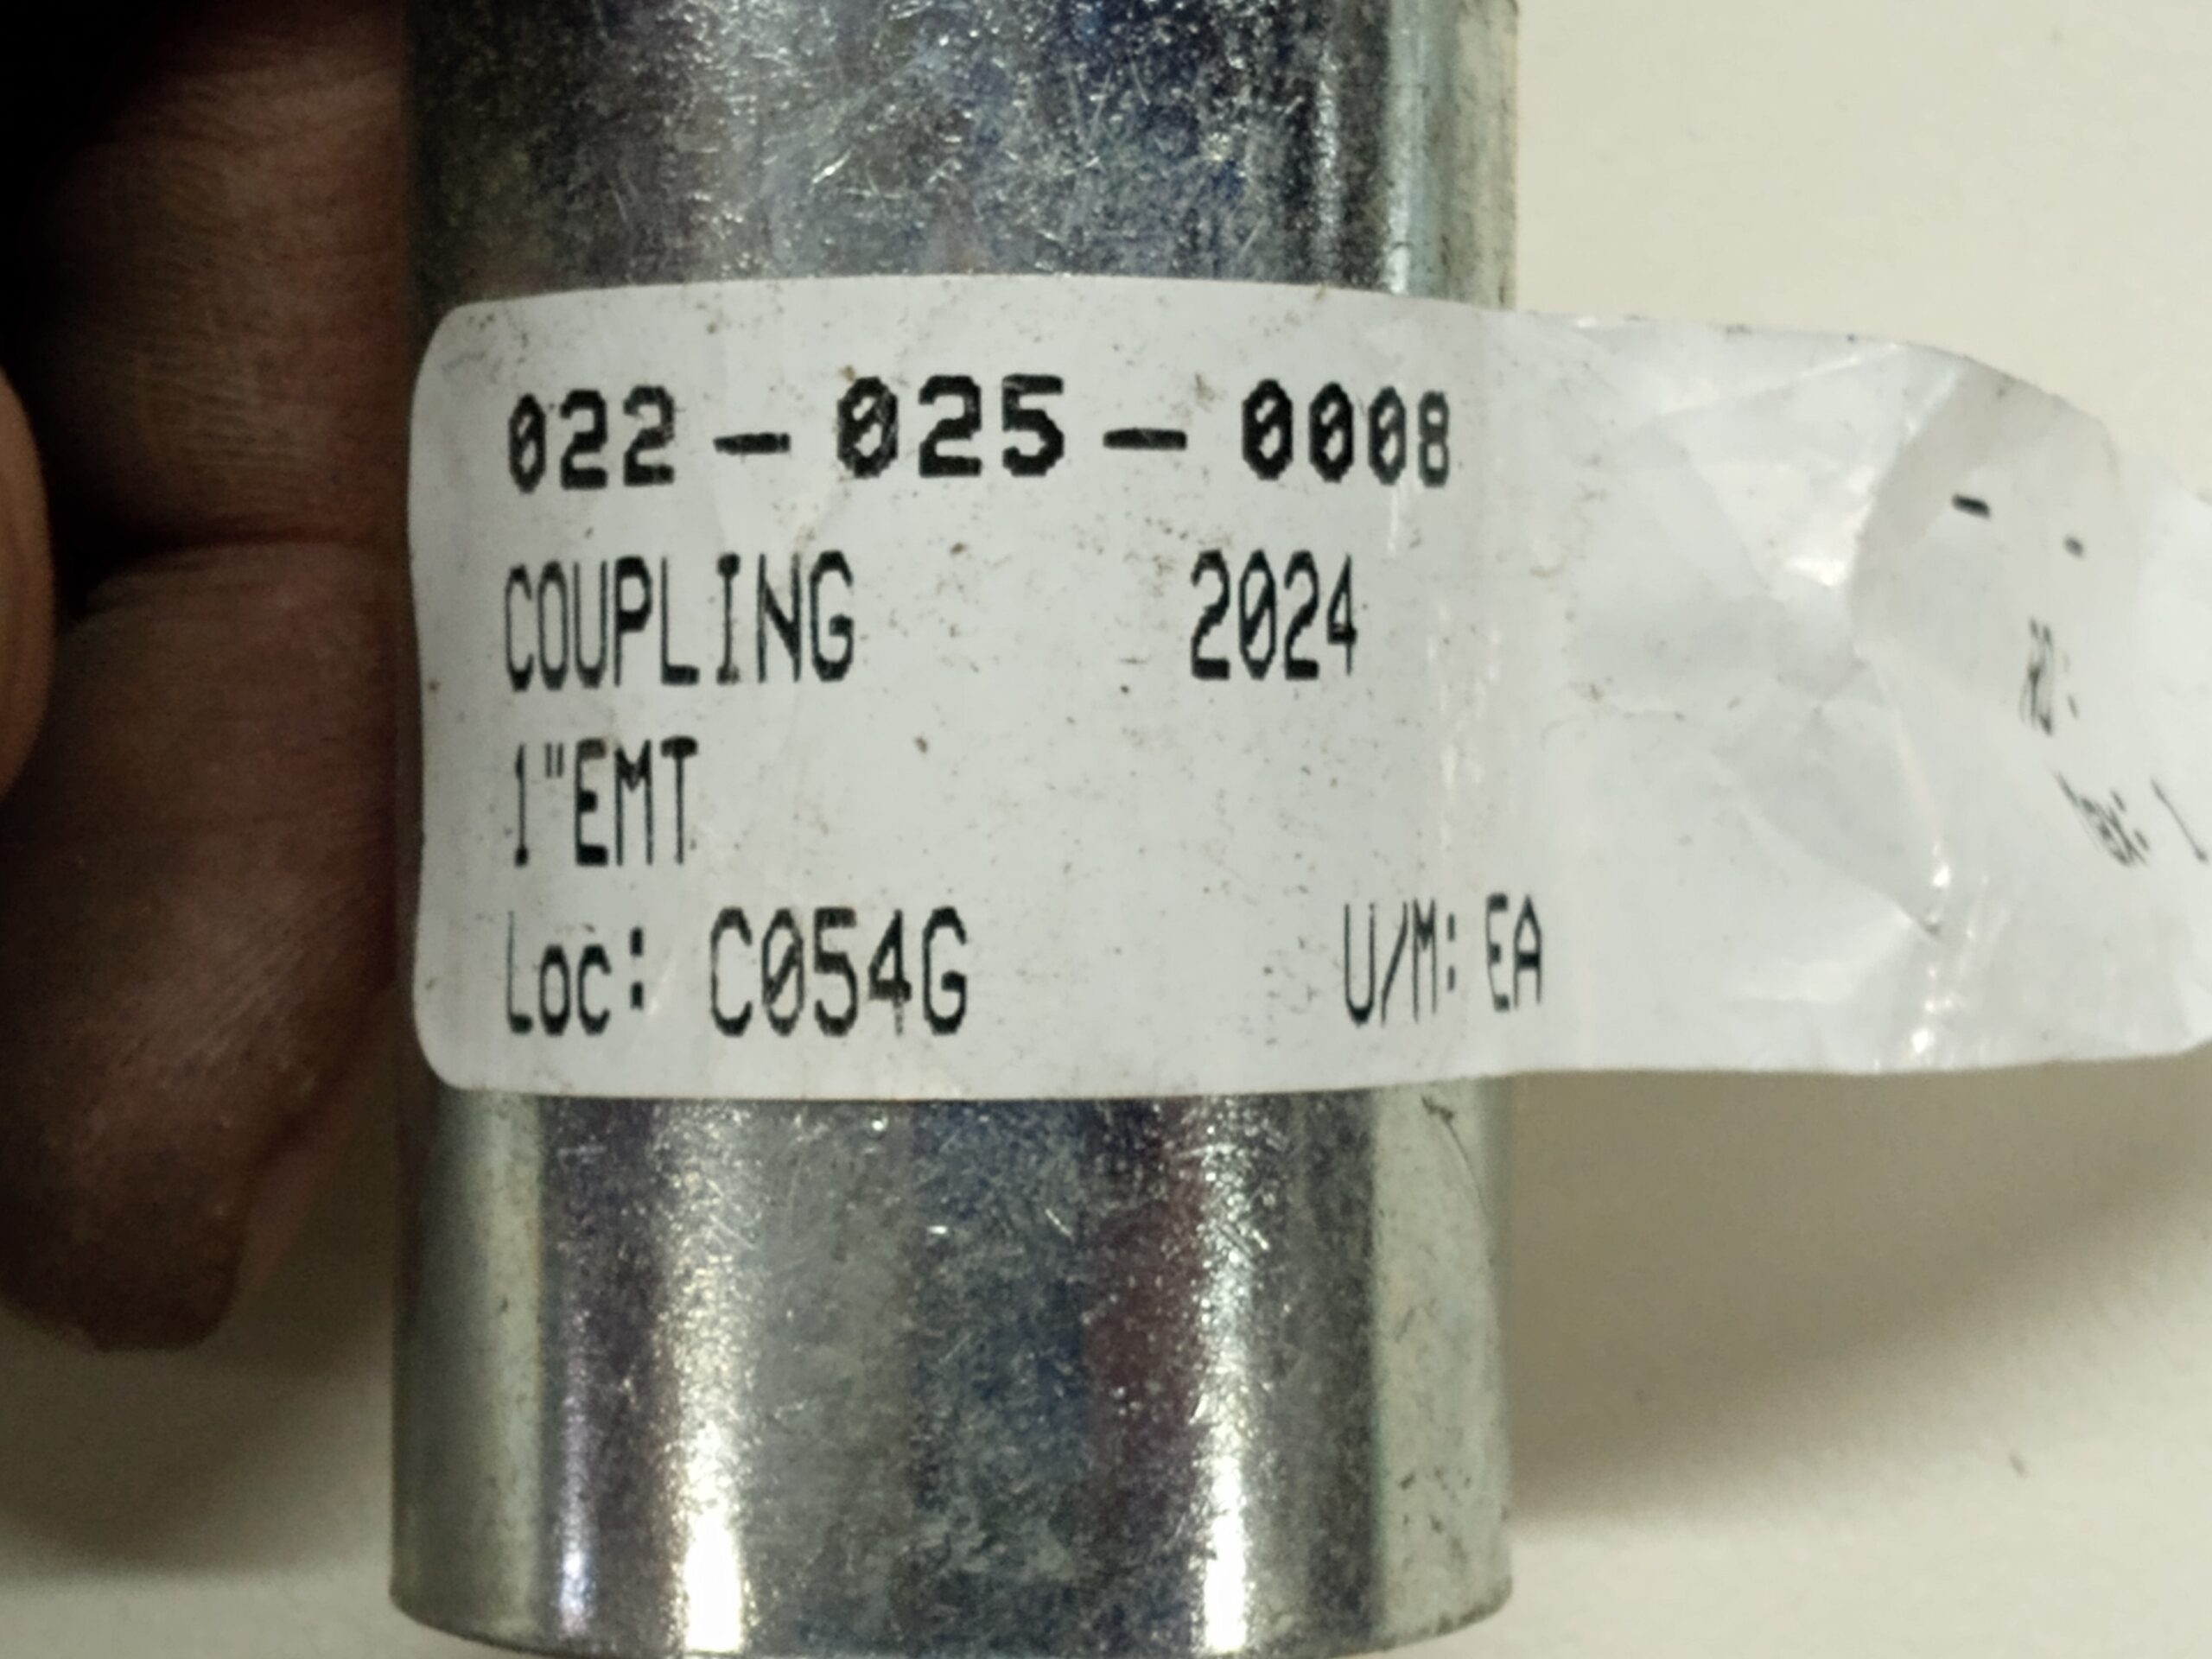 022-025-0008
COUPLING 2024
1"EMT
Loc: C054G U/M: EA